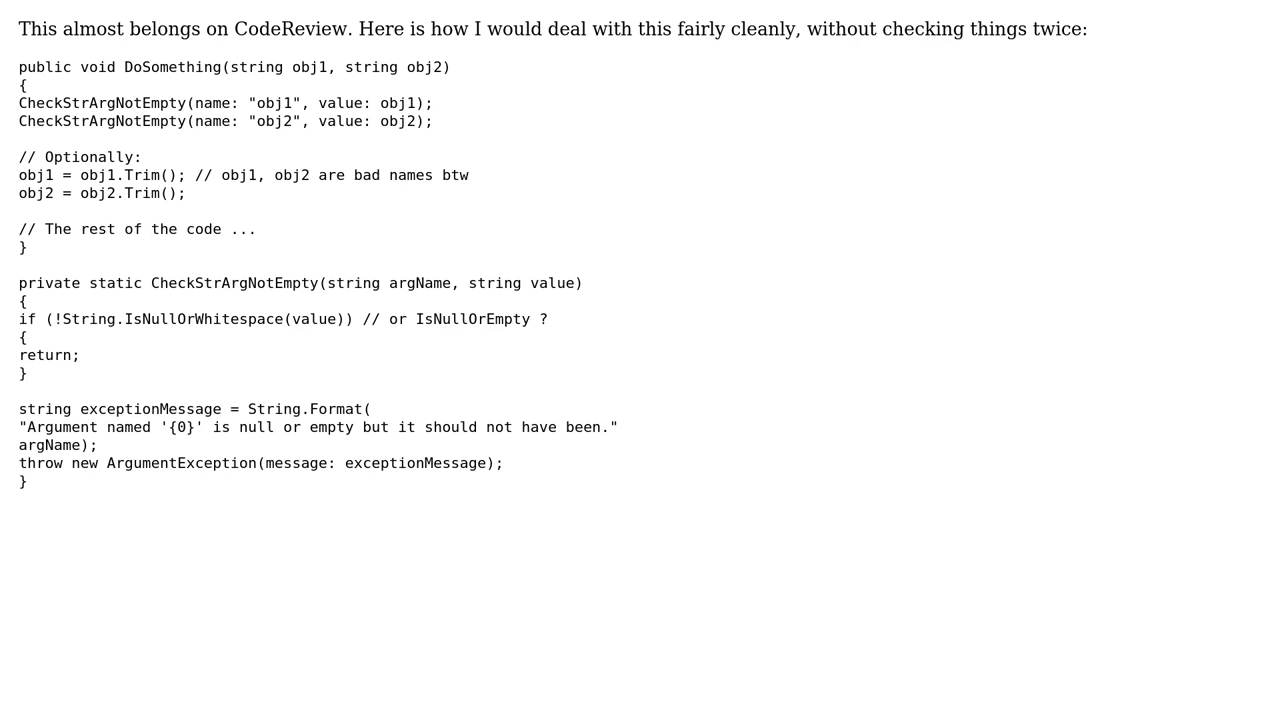 This almost belongs on CodeReview. Here is how I would deal with this fairly cleanly, without checking things twice:
public void DoSomething(string obj1, string obj2)
{
CheckStrArgNotEmpty(name: "obj1", value: obj1);
CheckStrArgNotEmpty(name: "obj2", value: obj2);
// Optionally:
obj1 = obj1.Trim(); // obj1, obj2 are bad names btw
obj2 = obj2.Trim();
// The rest of the code ...
}
private static CheckStrArgNotEmpty(string argName, string value)
{
if (!String.IsNullOrWhitespace(value)) // or IsNullOrEmpty ?
{
return;
}
string exceptionMessage = String.Format(
"Argument named '{0}' is null or empty but it should not have been."
argName);
throw new ArgumentException(message: exceptionMessage);
}